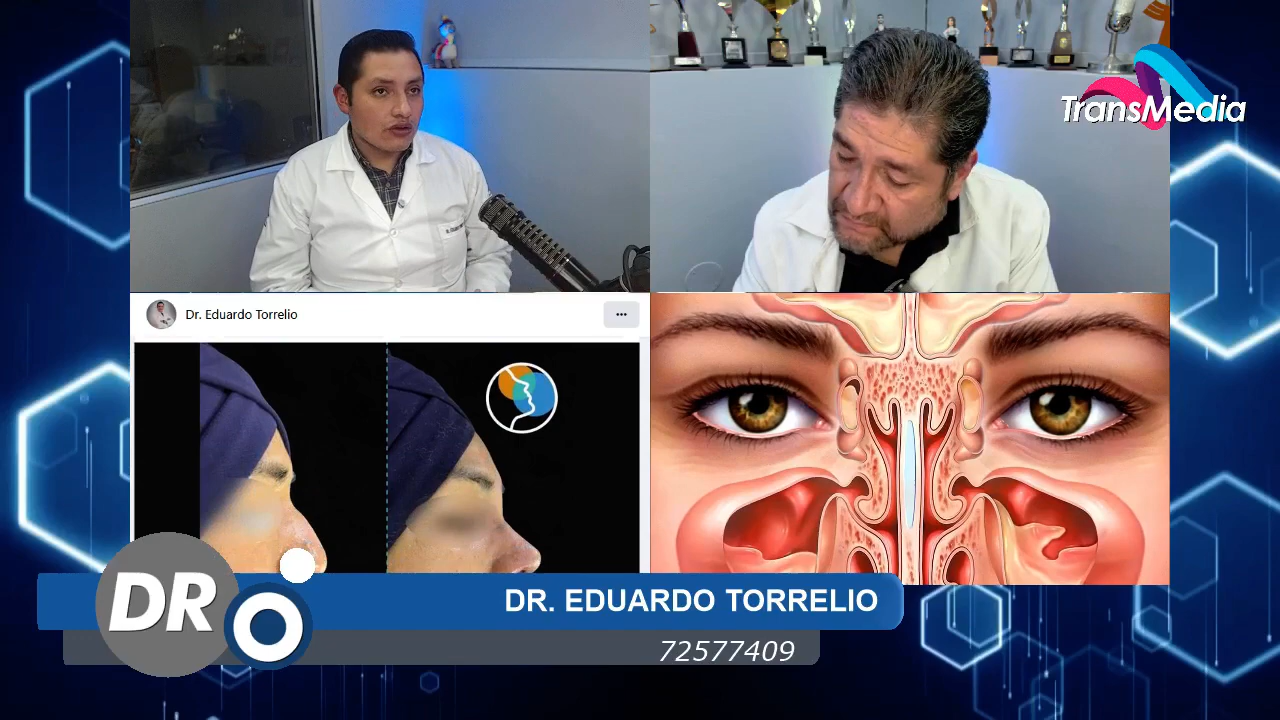 TransMedia
Dr. Eduardo Torrelio
DR
DR. EDUARDO TORRELIO
72577409